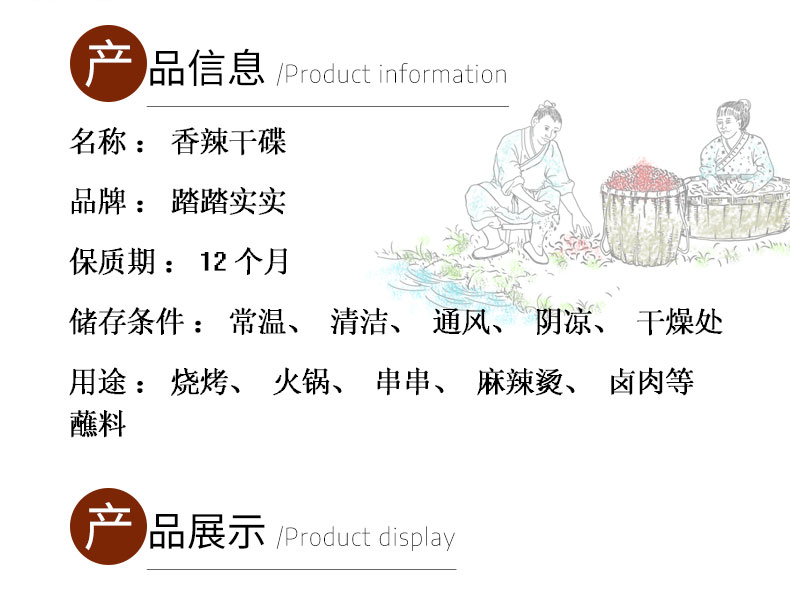 产品信息 /Product information
名称： 香辣干碟
品牌： 踏踏实实
保质期： 12 个月
储存条件： 常温、 清洁、 通风、 阴凉、 干燥处
用途： 烧烤、 火锅、 串串、 麻辣烫、 卤肉等
蘸料
产品展示 /Product display